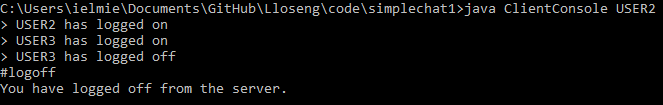 C:\Users\ielmie\Documents\GitHub\Lloseng\code\simplechat1>java ClientConsole USER2
> USER2 has logged on
> USER3 has logged on
> USER3 has logged off
#logoff
You have logged off from the server.